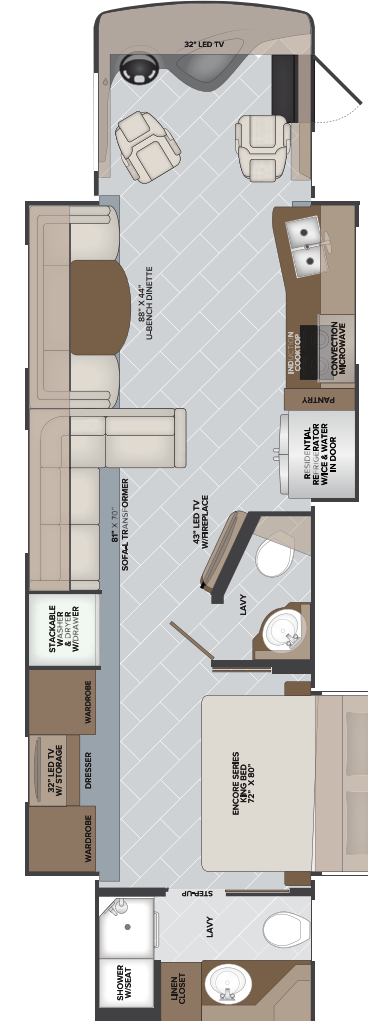 32" LED TV
88" X 44"
U-BENCH DINETTE
INDUCTION
COOKTOP
CONVECTION
MICROWAVE
PANTRY
RESIDENTIAL
REFRIGERATOR
W/ICE & WATER
IN DOOR
81" X 70"
SOFA-L TRANSFORMER
43" LED TV
W/FIREPLACE
LAVY
STACKABLE
WASHER
& DRYER
W/DRAWER
WARDROBE
32" LED TV
W/ STORAGE
DRESSER
WARDROBE
ENCORE SERIES
KING BED
72" X 80"
STEP-UP
LAVY
SHOWER
W/SEAT
LINEN
CLOSET